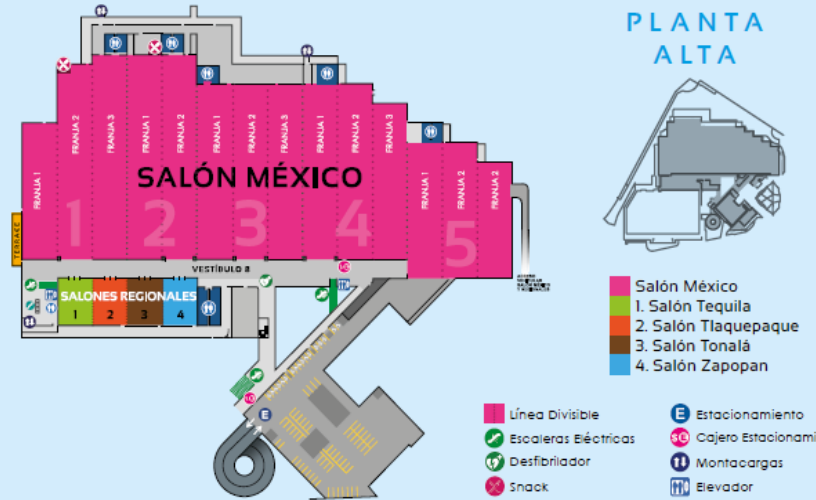 PLANTA
ALTA
FRANJA 1
FRANJA 2
FRANJA 3
FRANJA 1
FRANJA 2
FRANJA 1
FRANJA 2
FRANJA 3
FRANJA 1
FRANJA 2
FRANJA 3
FRANJA 1
FRANJA 2
FRANJA 2
SALÓN MÉXICO
1
2
3
4
5
TERRAZE
VESTÍBULO B
SALONES REGIONALES
1
2
3
4
E
Salón México
1. Salón Tequila
2. Salón Tlaquepaque
3. Salón Tonalá
4. Salón Zapopan
Línea Divisible
Escaleras Eléctricas
Desfibrilador
Snack
E Estacionamiento
Cajero Estacionami
Montacargas
Elevador